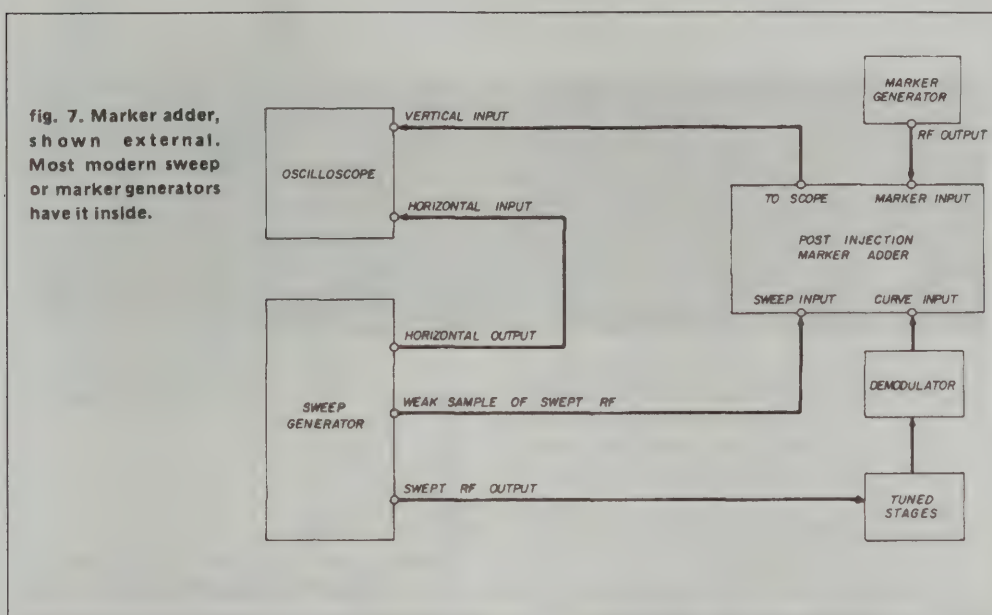 fig. 7. Marker adder,
shown external.
Most modern sweep
or marker generators
have it inside.
MARKER
GENERATOR
RF OUTPUT
VERTICAL INPUT
OSCILLOSCOPE
HORIZONTAL INPUT
TO SCOPE
MARKER INPUT
POST INJECTION
MARKER ADDER
SWEEP INPUT
CURVE INPUT
HORIZONTAL OUTPUT
SWEEP
GENERATOR
WEAK SAMPLE OF SWEPT RF
DEMODULATOR
SWEPT RF OUTPUT
TUNED
STAGES